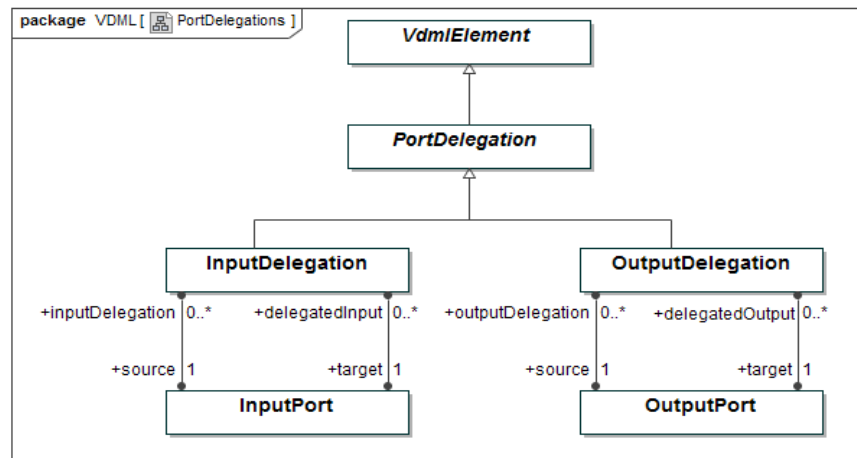 package VDML [ PortDelegations ]
VdmlElement
PortDelegation
InputDelegation
OutputDelegation
+inputDelegation 0..* +delegatedInput 0..* +outputDelegation 0..* +delegatedOutput 0..*
+source 1 +target 1 +source 1 +target 1
InputPort
OutputPort